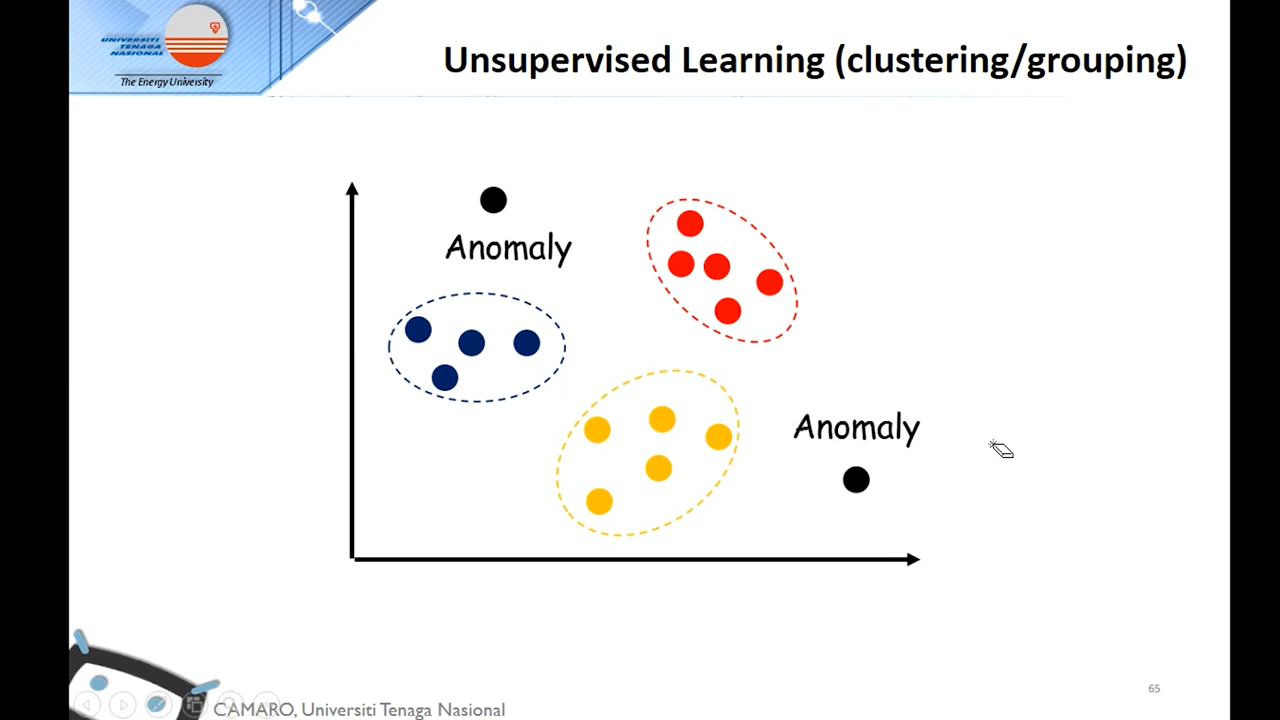 UNIVERSITI
TENAGA
NASIONAL
The Energy University
Unsupervised Learning (clustering/grouping)
Anomaly
Anomaly
65
CAMARO, Universiti Tenaga Nasional